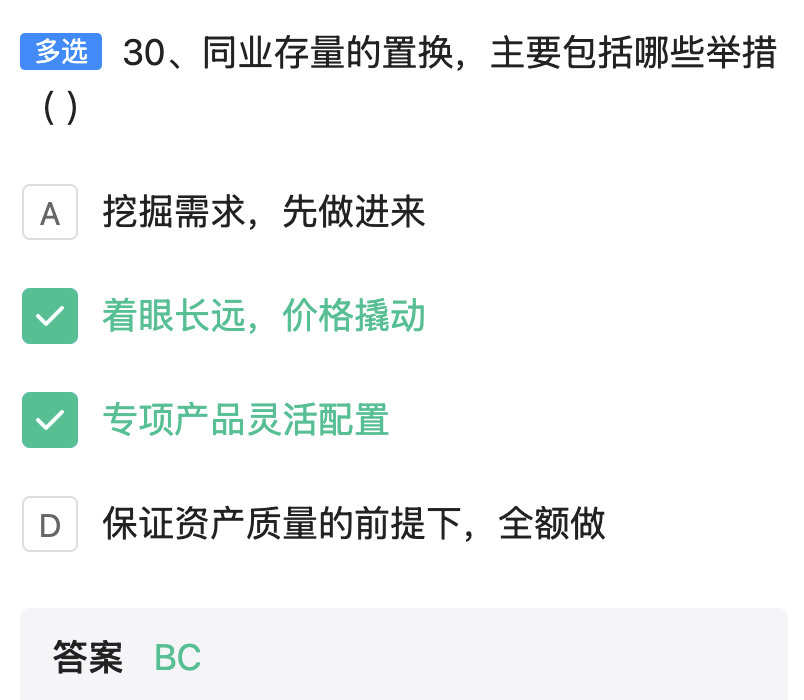 多选 30、同业存量的置换，主要包括哪些举措
( )
A 挖掘需求，先做进来
着眼长远，价格撬动
专项产品灵活配置
D 保证资产质量的前提下，全额做
答案 BC